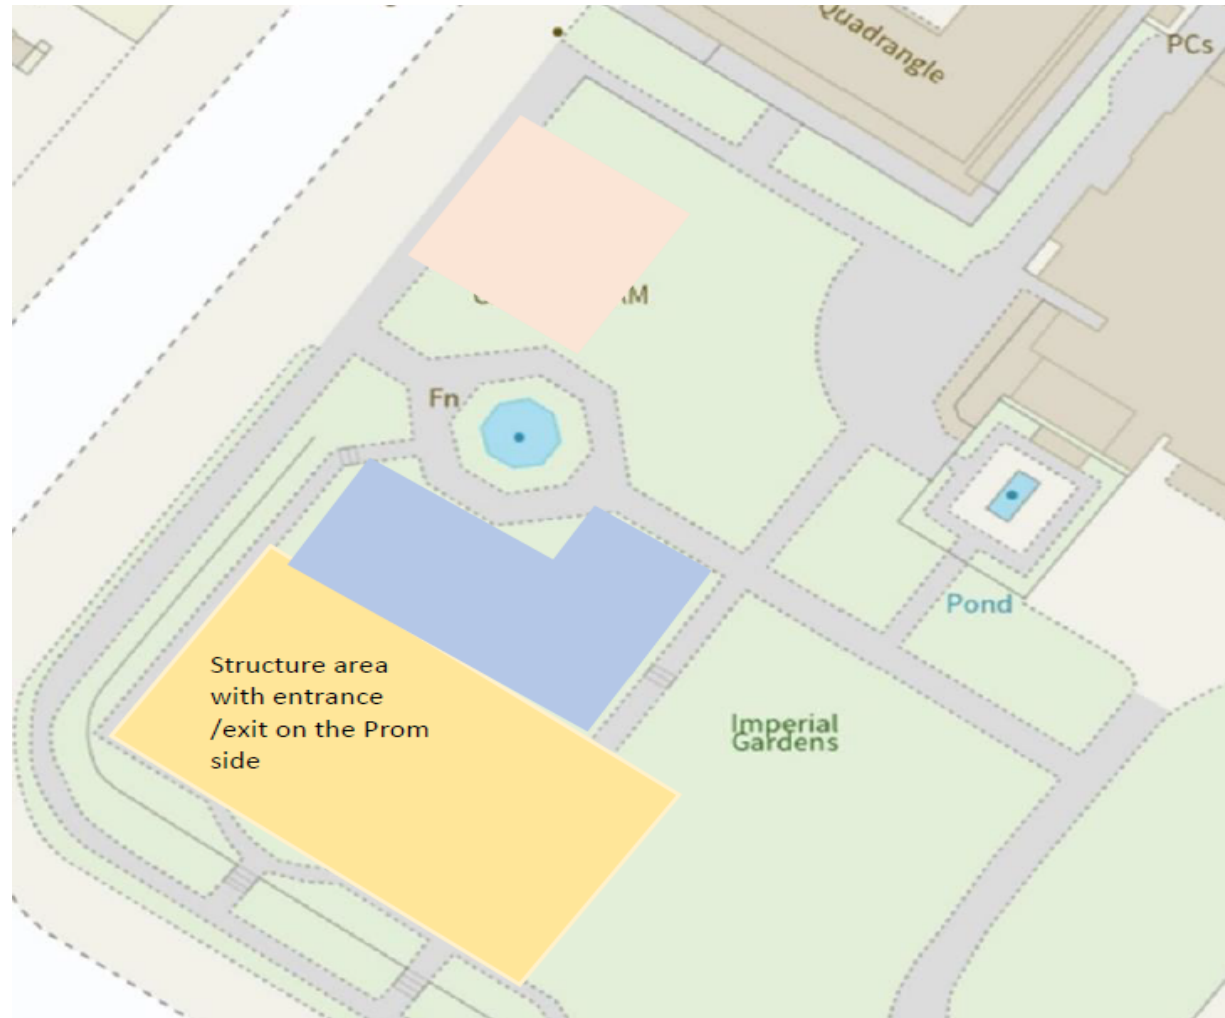 Quadrangle
PCs
Fn
Structure area
with entrance
/exit on the Prom
side
Pond
Imperial
Gardens